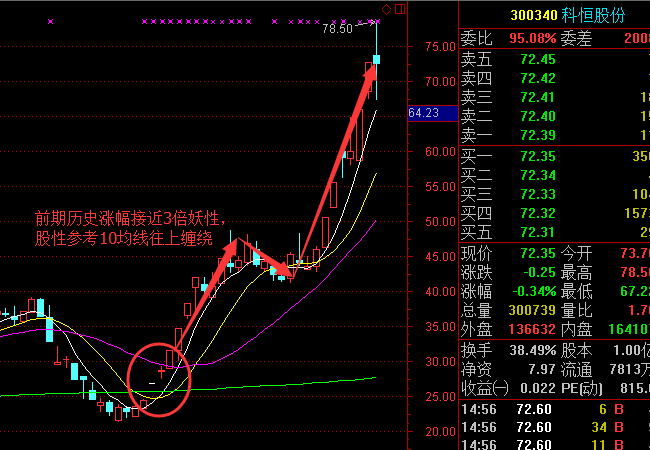 300340 科恒股份
78.50
75.00
70.00
64.23
60.00
55.00
50.00
45.00
40.00
35.00
30.00
25.00
20.00
前期历史涨幅接近3倍妖性,
股性参考10均线往上缠绕
委比 95.08% 委差 200
卖五 72.45
卖四 72.42
卖三 72.41 18
卖二 72.40 15
卖一 72.39 11
买一 72.35 350
买二 72.34
买三 72.33 104
买四 72.32 157
买五 72.31 29
现价 72.35 今开 73.7
涨跌 -0.25 最高 78.50
涨幅 -0.34% 最低 67.2
总量 300739 量比 1.7
外盘 136632 内盘 16410
换手 38.49% 股本 1.00亿
净资 7.97 流通 7813万
收益㈠ 0.022 PE(动) 815.
14:56 72.60 6 B
14:56 72.60 34 B
14:56 72.60 11 B